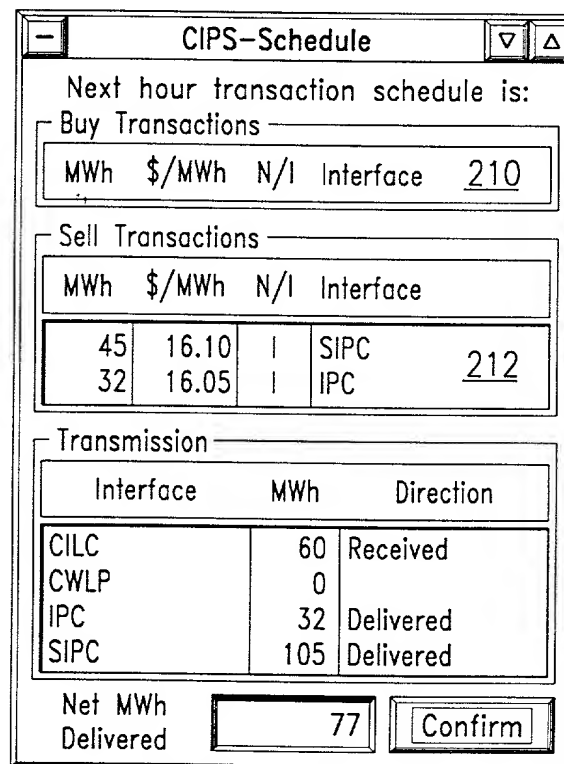 CIPS-Schedule
Next hour transaction schedule is:
Buy Transactions
MWh $/MWh N/I Interface 210
Sell Transactions
MWh $/MWh N/I Interface
45 16.10 I SIPC
32 16.05 I IPC
212
Transmission
Interface MWh Direction
CILC 60 Received
CWLP 0
IPC 32 Delivered
SIPC 105 Delivered
Net MWh
Delivered
77 Confirm